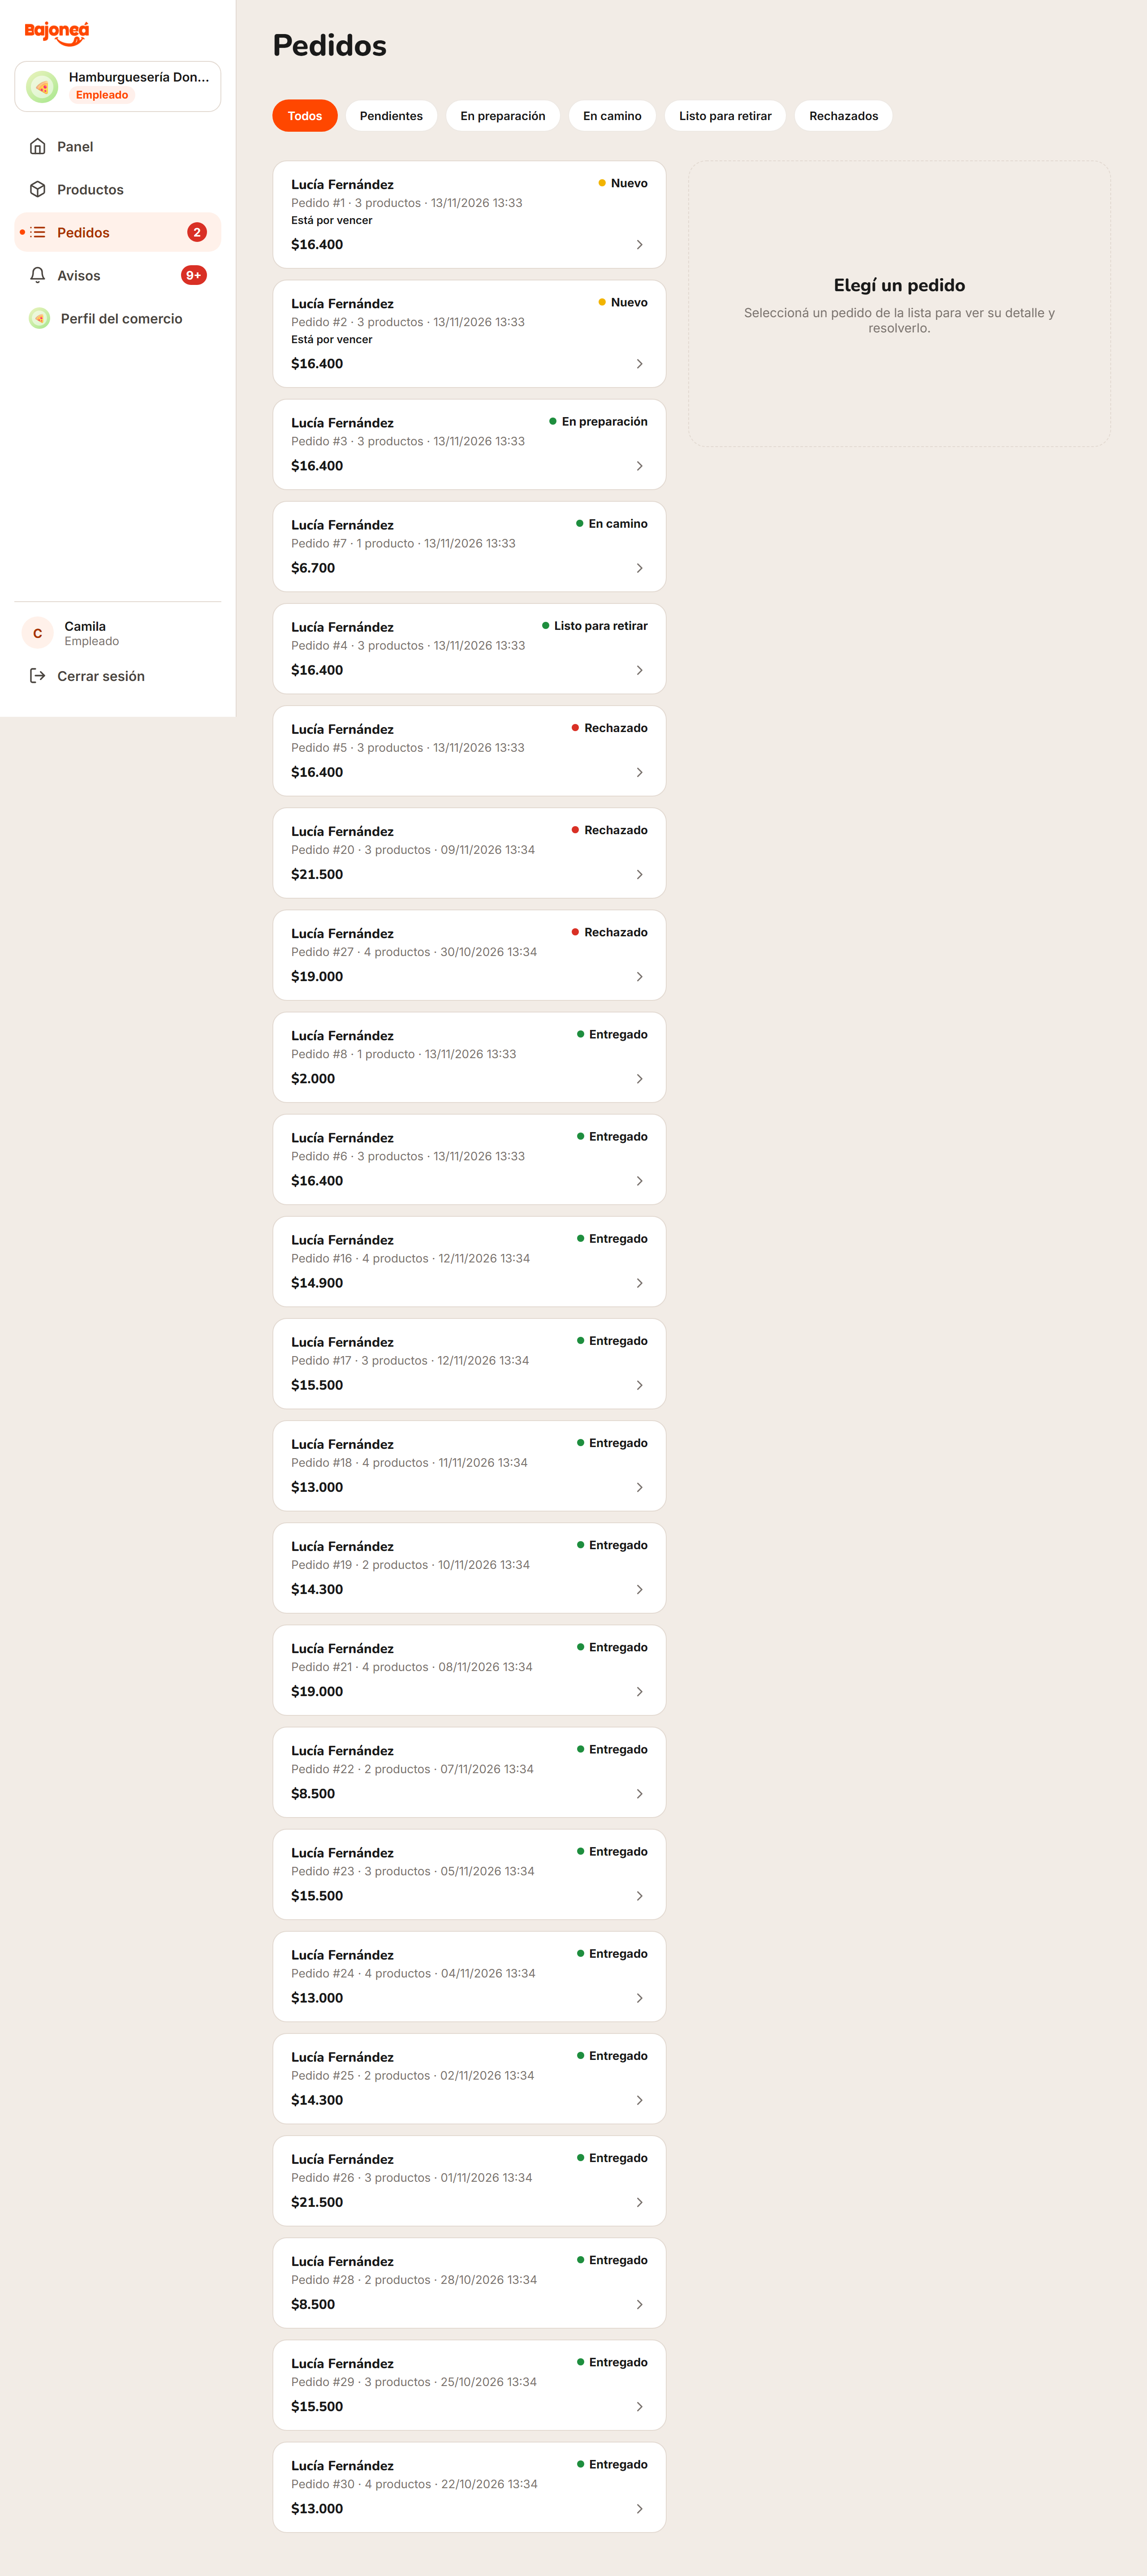 Bajoneá
Hamburguesería Don...
Empleado
Panel
Productos
Pedidos
2
Avisos
9+
Perfil del comercio
Camila
C
Empleado
Cerrar sesión
Pedidos
Todos
Pendientes
En preparación
En camino
Listo para retirar
Rechazados
Lucía Fernández
Nuevo
Pedido #1 · 3 productos · 13/11/2026 13:33
Está por vencer
$16.400
Lucía Fernández
Nuevo
Pedido #2 · 3 productos · 13/11/2026 13:33
Está por vencer
$16.400
Lucía Fernández
En preparación
Pedido #3 · 3 productos · 13/11/2026 13:33
$16.400
Lucía Fernández
En camino
Pedido #7 · 1 producto · 13/11/2026 13:33
$6.700
Lucía Fernández
Listo para retirar
Pedido #4 · 3 productos · 13/11/2026 13:33
$16.400
Lucía Fernández
Rechazado
Pedido #5 · 3 productos · 13/11/2026 13:33
$16.400
Lucía Fernández
Rechazado
Pedido #20 · 3 productos · 09/11/2026 13:34
$21.500
Lucía Fernández
Rechazado
Pedido #27 · 4 productos · 30/10/2026 13:34
$19.000
Lucía Fernández
Entregado
Pedido #8 · 1 producto · 13/11/2026 13:33
$2.000
Lucía Fernández
Entregado
Pedido #6 · 3 productos · 13/11/2026 13:33
$16.400
Lucía Fernández
Entregado
Pedido #16 · 4 productos · 12/11/2026 13:34
$14.900
Lucía Fernández
Entregado
Pedido #17 · 3 productos · 12/11/2026 13:34
$15.500
Lucía Fernández
Entregado
Pedido #18 · 4 productos · 11/11/2026 13:34
$13.000
Lucía Fernández
Entregado
Pedido #19 · 2 productos · 10/11/2026 13:34
$14.300
Lucía Fernández
Entregado
Pedido #21 · 4 productos · 08/11/2026 13:34
$19.000
Lucía Fernández
Entregado
Pedido #22 · 2 productos · 07/11/2026 13:34
$8.500
Lucía Fernández
Entregado
Pedido #23 · 3 productos · 05/11/2026 13:34
$15.500
Lucía Fernández
Entregado
Pedido #24 · 4 productos · 04/11/2026 13:34
$13.000
Lucía Fernández
Entregado
Pedido #25 · 2 productos · 02/11/2026 13:34
$14.300
Lucía Fernández
Entregado
Pedido #26 · 3 productos · 01/11/2026 13:34
$21.500
Lucía Fernández
Entregado
Pedido #28 · 2 productos · 28/10/2026 13:34
$8.500
Lucía Fernández
Entregado
Pedido #29 · 3 productos · 25/10/2026 13:34
$15.500
Lucía Fernández
Entregado
Pedido #30 · 4 productos · 22/10/2026 13:34
$13.000
Elegí un pedido
Seleccioná un pedido de la lista para ver su detalle y
resolverlo.